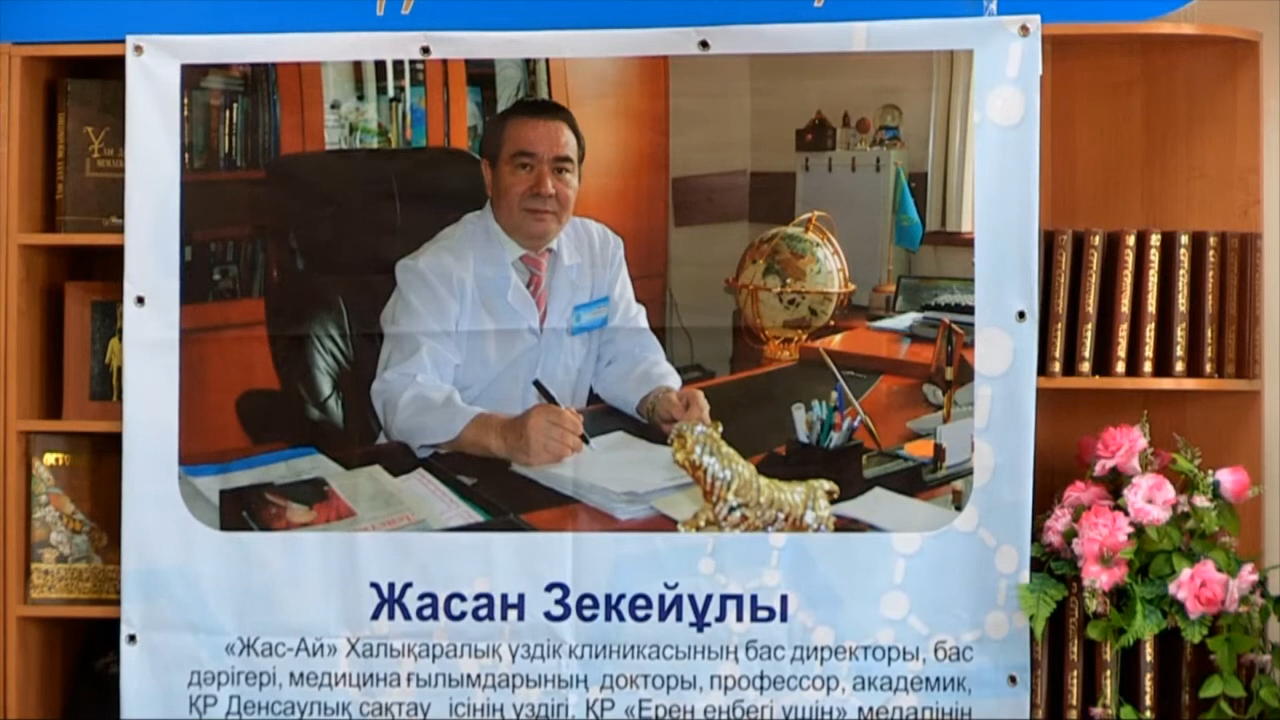 Жасан Зекейұлы
«Жас-Ай» Халықаралық үздік клиникасының бас директоры, бас
дәрігері, медицина ғылымдарының докторы, профессор, академик,
ҚР Денсаулық сақтау ісінің үздігі, ҚР «Ерен еңбегі үшін» медалінің